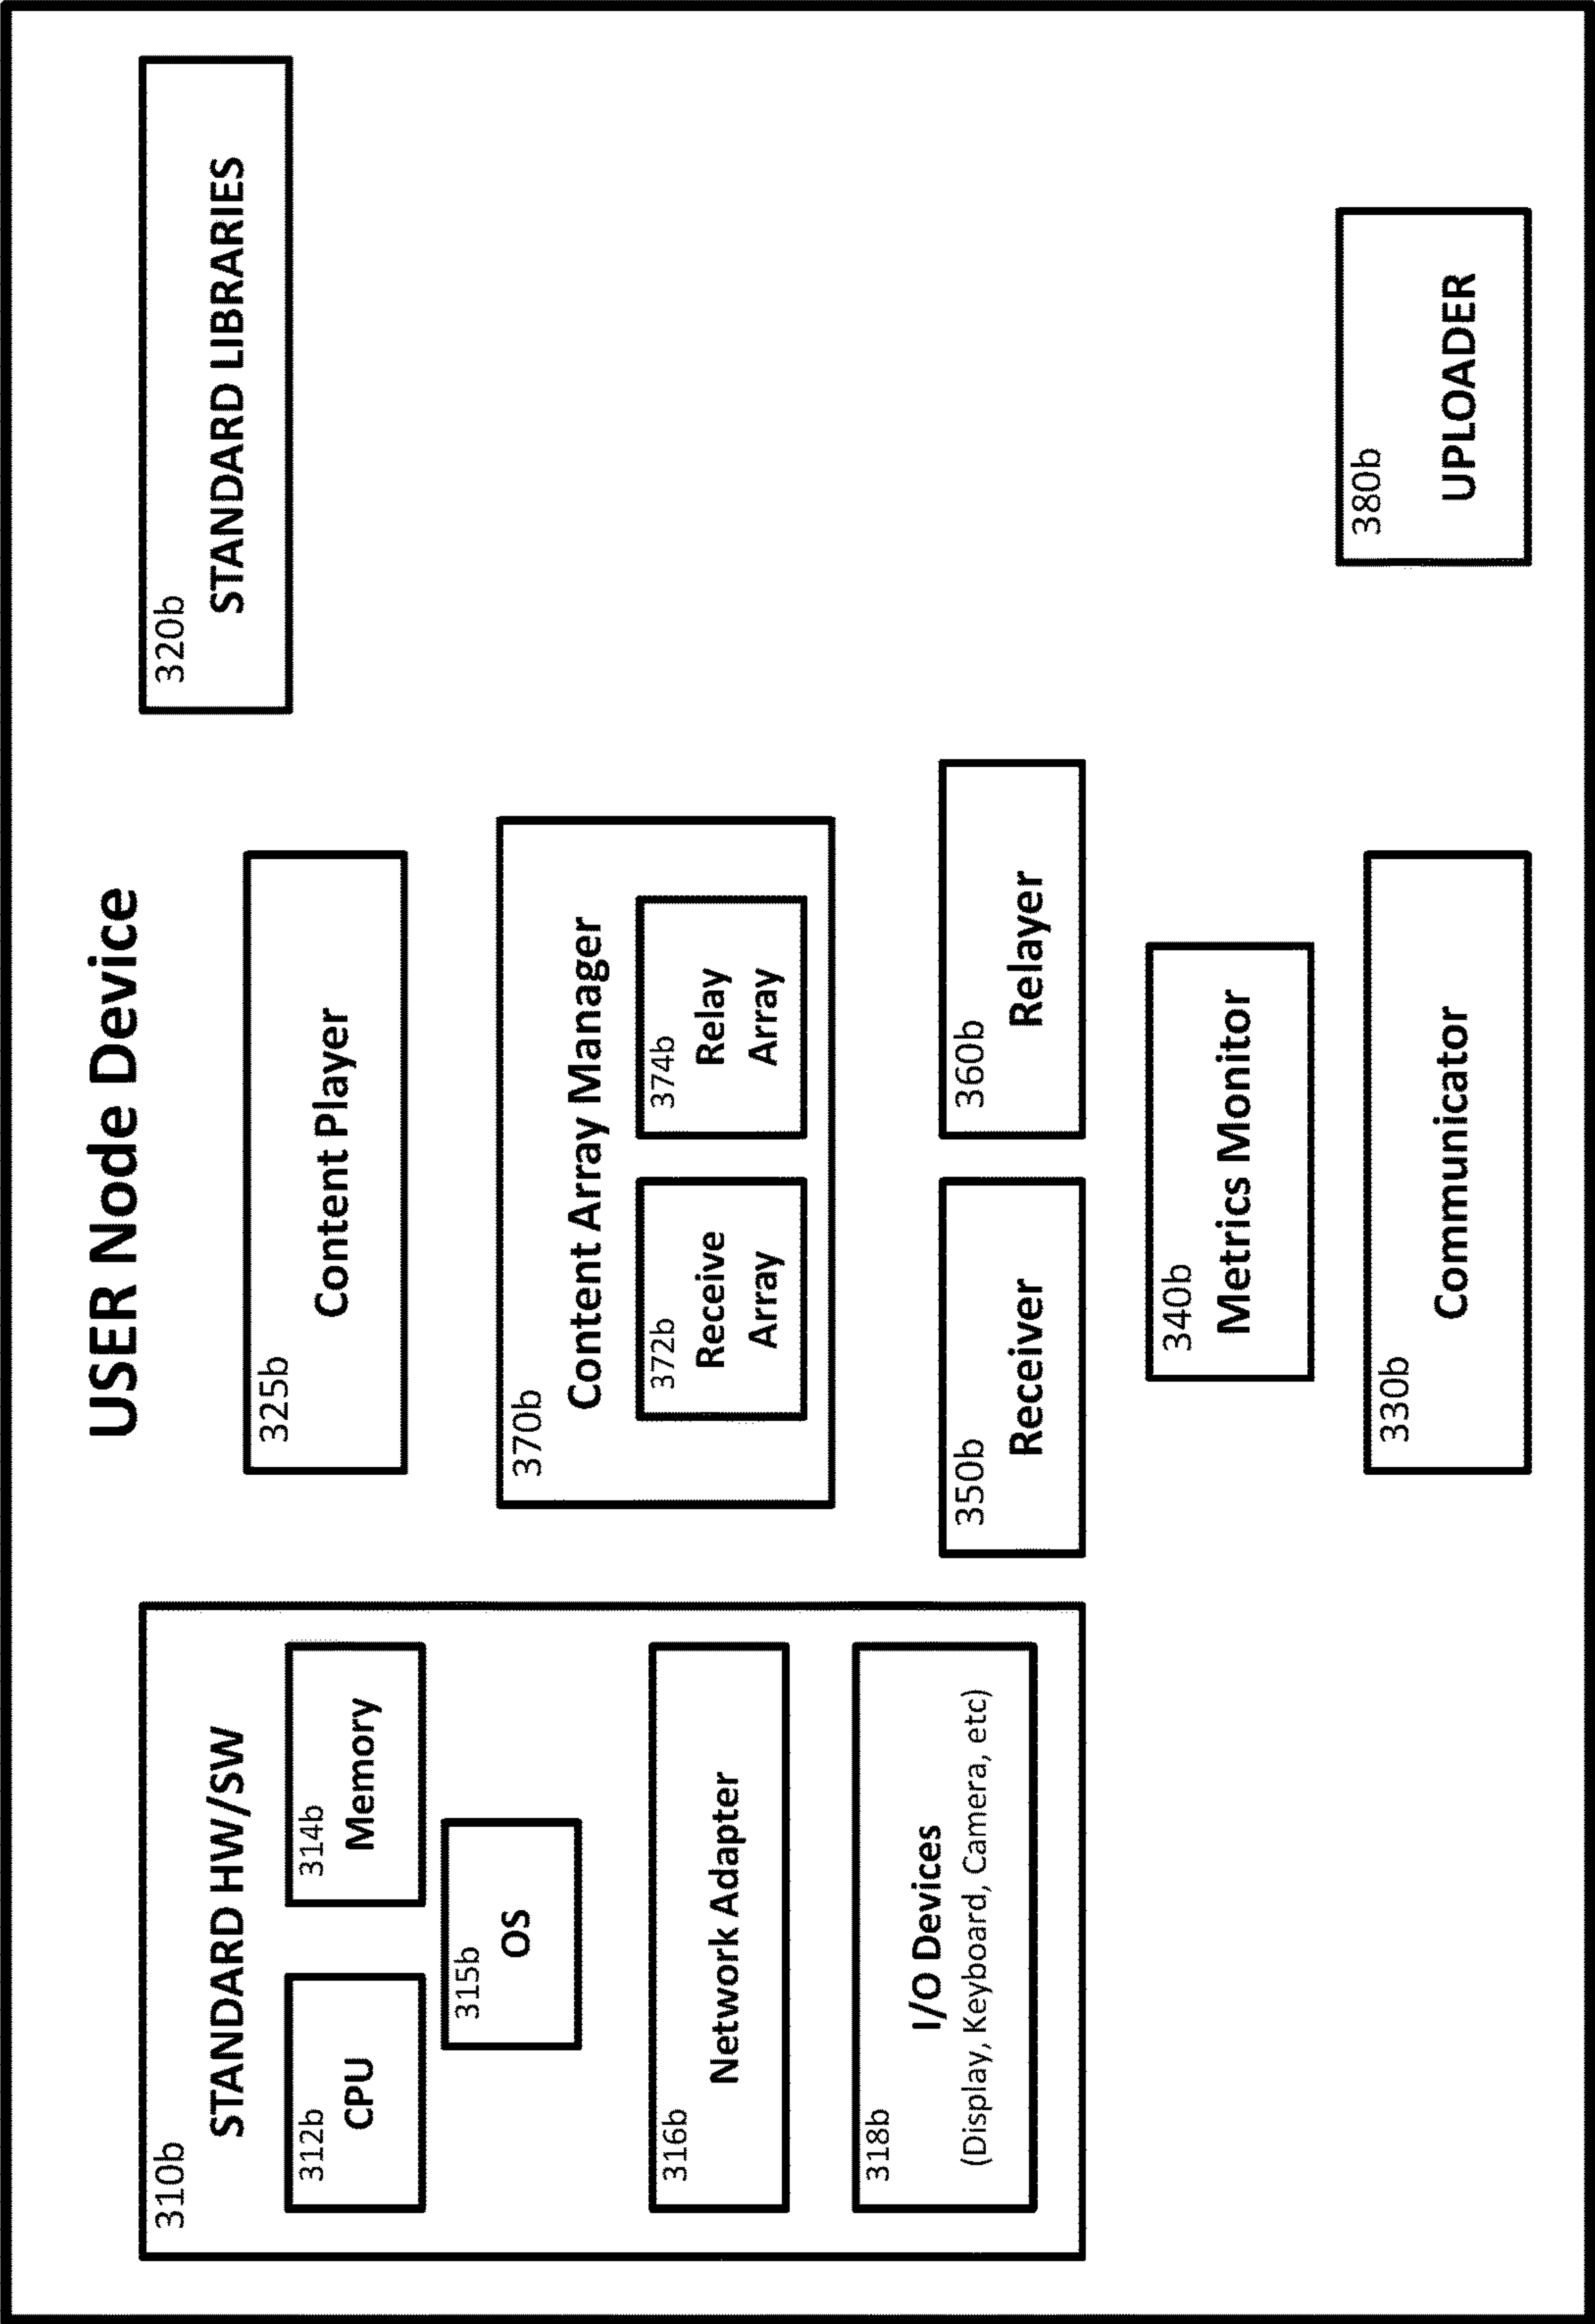 USER Node Device
310b
STANDARD HW/SW
312b
CPU
314b
Memory
315b
OS
316b
Network Adapter
318b
I/O Devices
(Display, Keyboard, Camera, etc)
325b
Content Player
370b
Content Array Manager
372b
Receive
Array
374b
Relay
Array
350b
Receiver
360b
Relayer
340b
Metrics Monitor
330b
Communicator
320b
STANDARD LIBRARIES
380b
UPLOADER